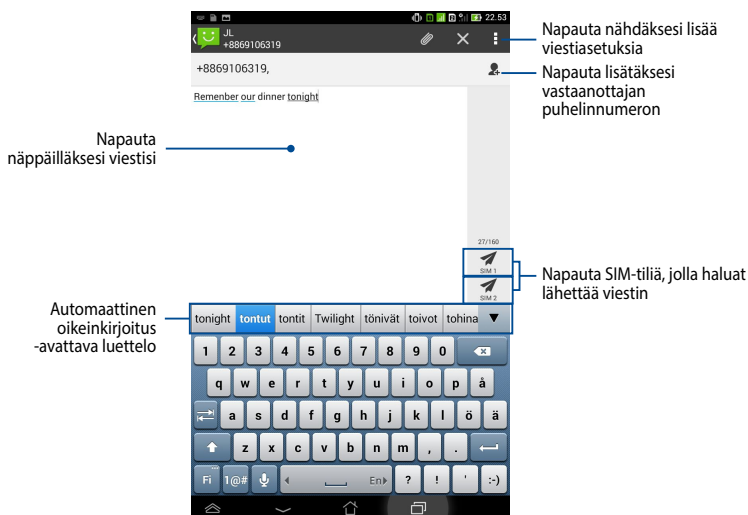 22.53
JL
+8869106319
+8869106319,
Remenber our dinner tonight
27/160
SIM 1
SIM 2
tonight tontut tontit Twilight tönivät toivot tohina
1 2 3 4 5 6 7 8 9 0
q w e r t y u i o p å
a s d f g h j k l ö ä
z x c v b n m , .
Fi 1@# En ? ! ' :-)
Napauta nähdäksesi lisää
viestiasetuksia
Napauta lisätäksesi
vastaanottajan
puhelinnumeron
Napauta
näppäilläksesi viestisi
Napauta SIM-tiliä, jolla haluat
lähettää viestin
Automaattinen
oikeinkirjoitus
-avattava luettelo